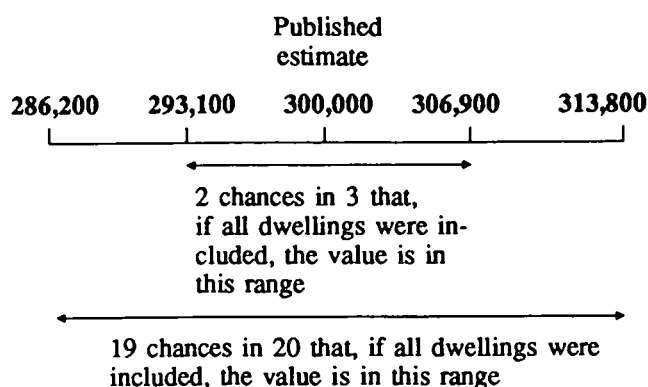 Published
estimate
286,200 293,100 300,000 306,900 313,800
2 chances in 3 that,
if all dwellings were in-
cluded, the value is in
this range
19 chances in 20 that, if all dwellings were
included, the value is in this range